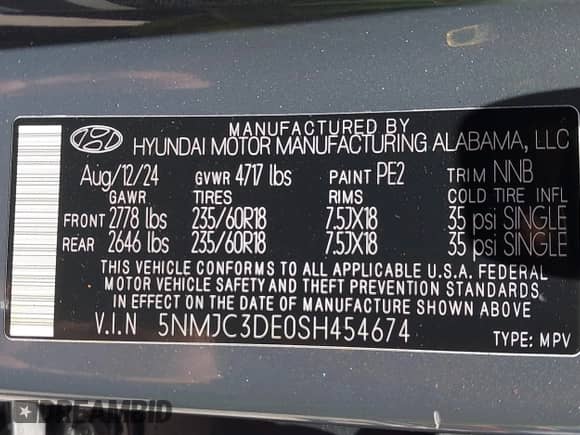 MANUFACTURED BY
HYUNDAI MOTOR MANUFACTURING ALABAMA, LLC
Aug/12/24 GVWR 4717 lbs PAINT PE2 TRIM NNB
GAWR TIRES RIMS COLD TIRE INFL
FRONT 2778 lbs 235/60R18 7.5JX18 35 psi SINGLE
REAR 2646 lbs 235/60R18 7.5JX18 35 psi SINGLE
THIS VEHICLE CONFORMS TO ALL APPLICABLE U.S.A. FEDERAL
MOTOR VEHICLE SAFETY AND THEFT PREVENTION STANDARDS
IN EFFECT ON THE DATE OF MANUFACTURE SHOWN ABOVE
V.I.N 5NMJC3DE0SH454674 TYPE: MPV
DREAMBID